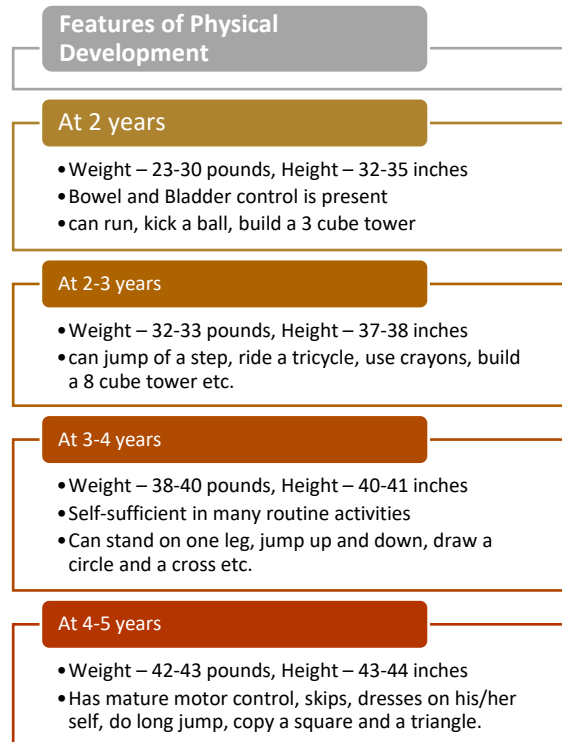 Features of Physical
Development
At 2 years
•Weight – 23-30 pounds, Height – 32-35 inches
•Bowel and Bladder control is present
•can run, kick a ball, build a 3 cube tower
At 2-3 years
•Weight – 32-33 pounds, Height – 37-38 inches
•can jump of a step, ride a tricycle, use crayons, build
a 8 cube tower etc.
At 3-4 years
•Weight – 38-40 pounds, Height – 40-41 inches
•Self-sufficient in many routine activities
•Can stand on one leg, jump up and down, draw a
circle and a cross etc.
At 4-5 years
•Weight – 42-43 pounds, Height – 43-44 inches
•Has mature motor control, skips, dresses on his/her
self, do long jump, copy a square and a triangle.